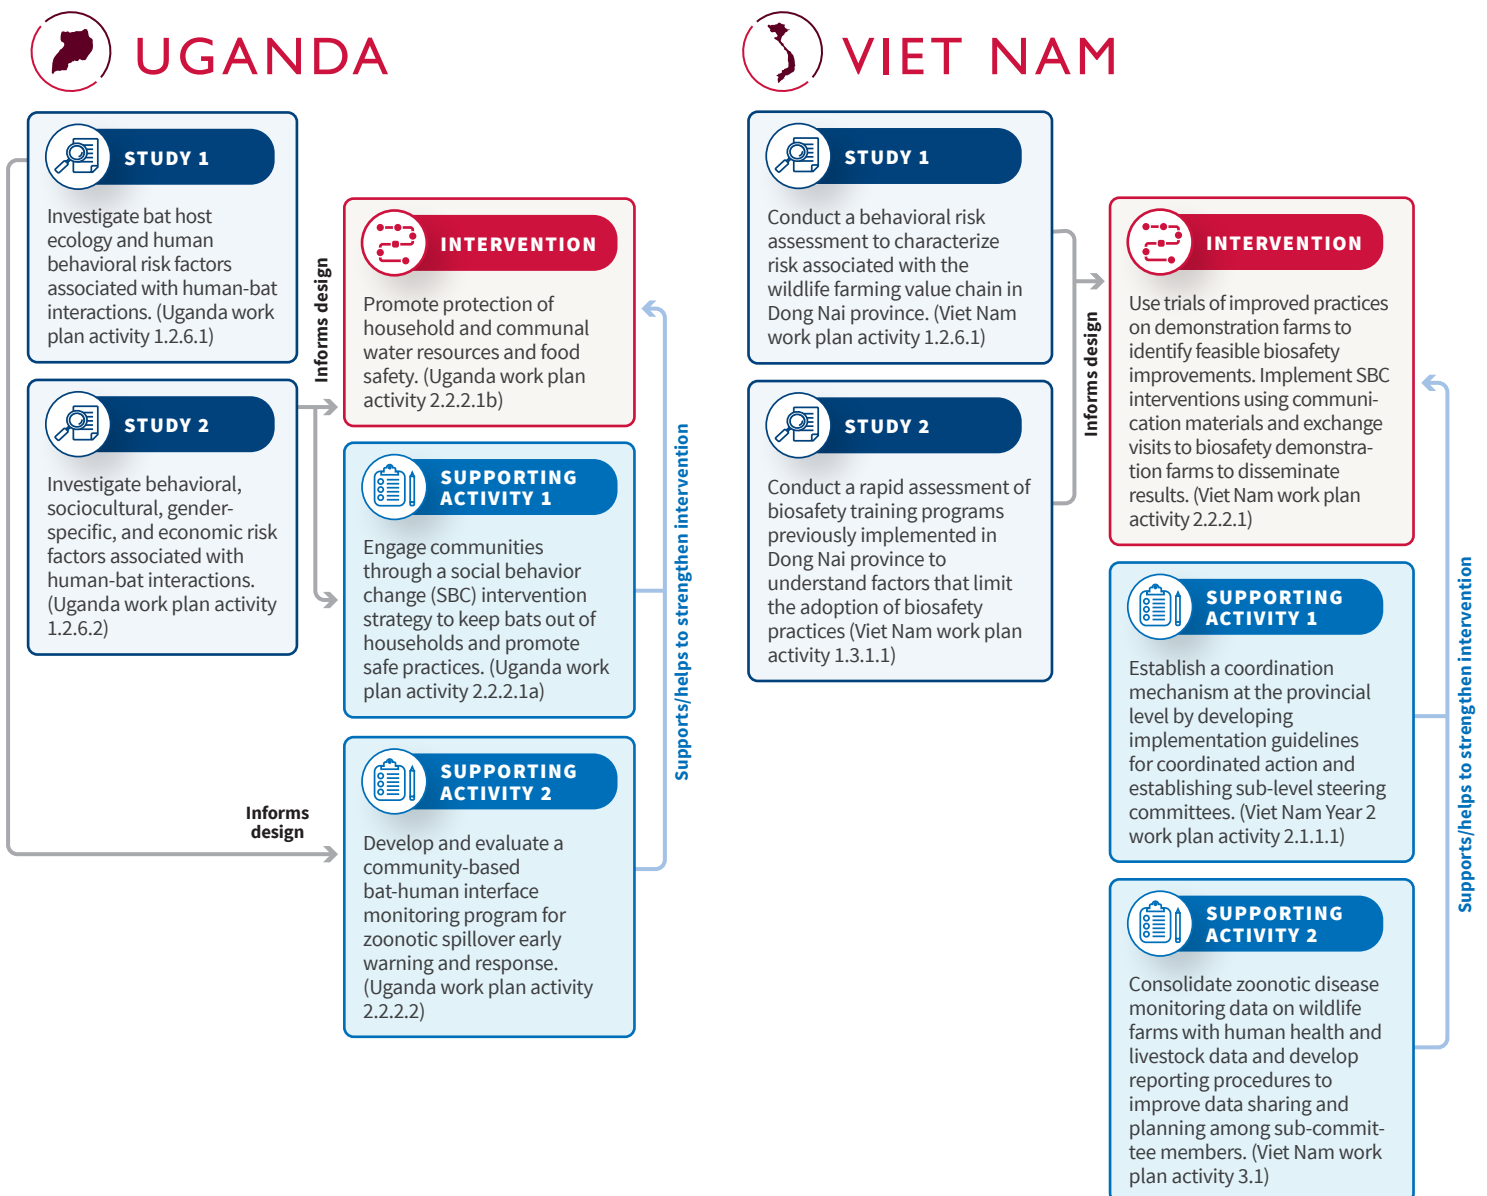 UGANDA
STUDY 1
Investigate bat host
ecology and human
behavioral risk factors
associated with human-bat
interactions. (Uganda work
plan activity 1.2.6.1)
STUDY 2
Investigate behavioral,
sociocultural, gender-
specific, and economic risk
factors associated with
human-bat interactions.
(Uganda work plan activity
1.2.6.2)
Informs design
INTERVENTION
Promote protection of
household and communal
water resources and food
safety. (Uganda work plan
activity 2.2.2.1b)
SUPPORTING
ACTIVITY 1
Engage communities
through a social behavior
change (SBC) intervention
strategy to keep bats out of
households and promote
safe practices. (Uganda work
plan activity 2.2.2.1a)
Informs
design
SUPPORTING
ACTIVITY 2
Develop and evaluate a
community-based
bat-human interface
monitoring program for
zoonotic spillover early
warning and response.
(Uganda work plan activity
2.2.2.2)
Supports/helps to strengthen intervention
VIET NAM
STUDY 1
Conduct a behavioral risk
assessment to characterize
risk associated with the
wildlife farming value chain in
Dong Nai province. (Viet Nam
work plan activity 1.2.6.1)
STUDY 2
Conduct a rapid assessment of
biosafety training programs
previously implemented in
Dong Nai province to
understand factors that limit
the adoption of biosafety
practices (Viet Nam work plan
activity 1.3.1.1)
Informs design
INTERVENTION
Use trials of improved practices
on demonstration farms to
identify feasible biosafety
improvements. Implement SBC
interventions using communi-
cation materials and exchange
visits to biosafety demonstra-
tion farms to disseminate
results. (Viet Nam work plan
activity 2.2.2.1)
SUPPORTING
ACTIVITY 1
Establish a coordination
mechanism at the provincial
level by developing
implementation guidelines
for coordinated action and
establishing sub-level steering
committees. (Viet Nam Year 2
work plan activity 2.1.1.1)
SUPPORTING
ACTIVITY 2
Consolidate zoonotic disease
monitoring data on wildlife
farms with human health and
livestock data and develop
reporting procedures to
improve data sharing and
planning among sub-commit-
tee members. (Viet Nam work
plan activity 3.1)
Supports/helps to strengthen intervention